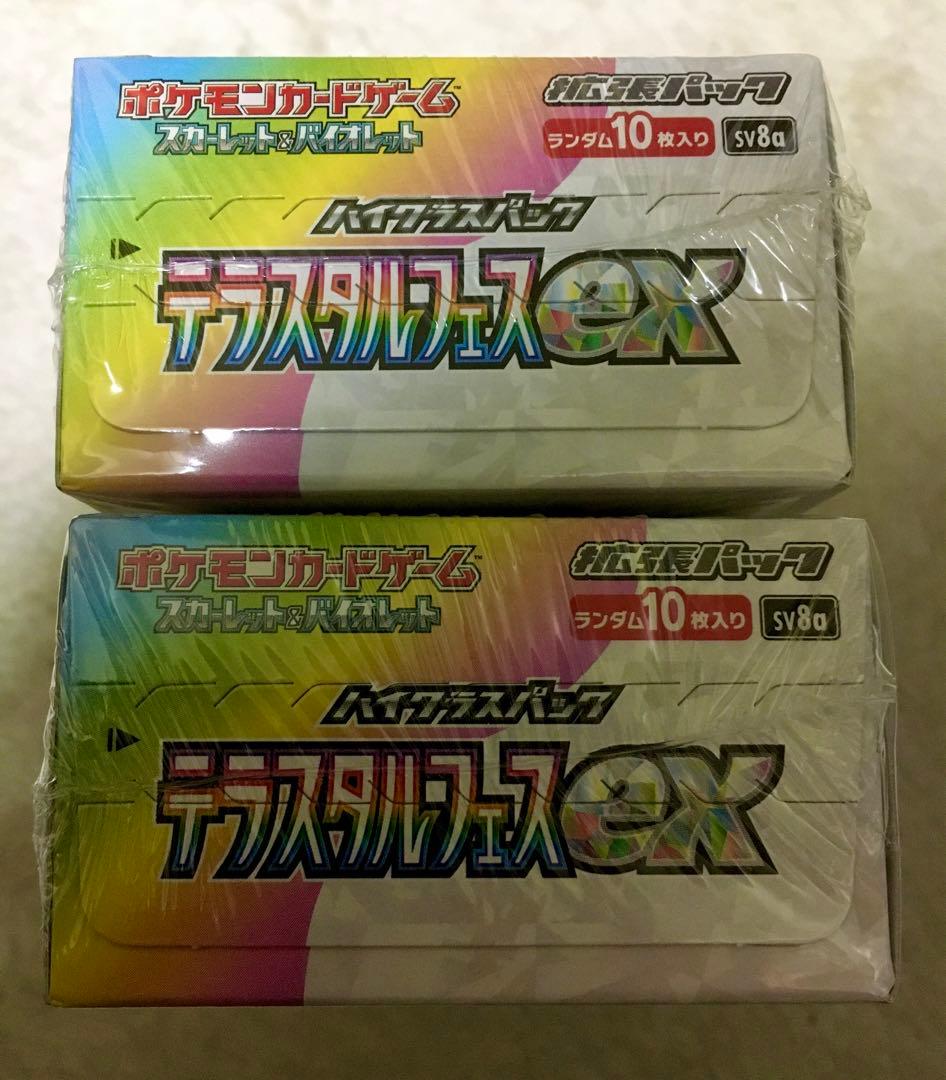 ポケモンカードゲーム™
拡張パック
スカーレット&バイオレット
ランダム10枚入り SV8a
ハイクラスパック
テラスタルフェスex
ポケモンカードゲーム™
拡張パック
スカーレット&バイオレット
ランダム10枚入り SV8a
ハイクラスパック
テラスタルフェスex